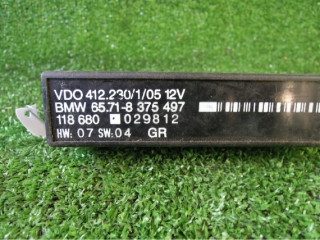 VDO 412.230/1/05 12V
BMW 65.71-8 375 497
118 680 029812
HW: 07 SW: 04 GR